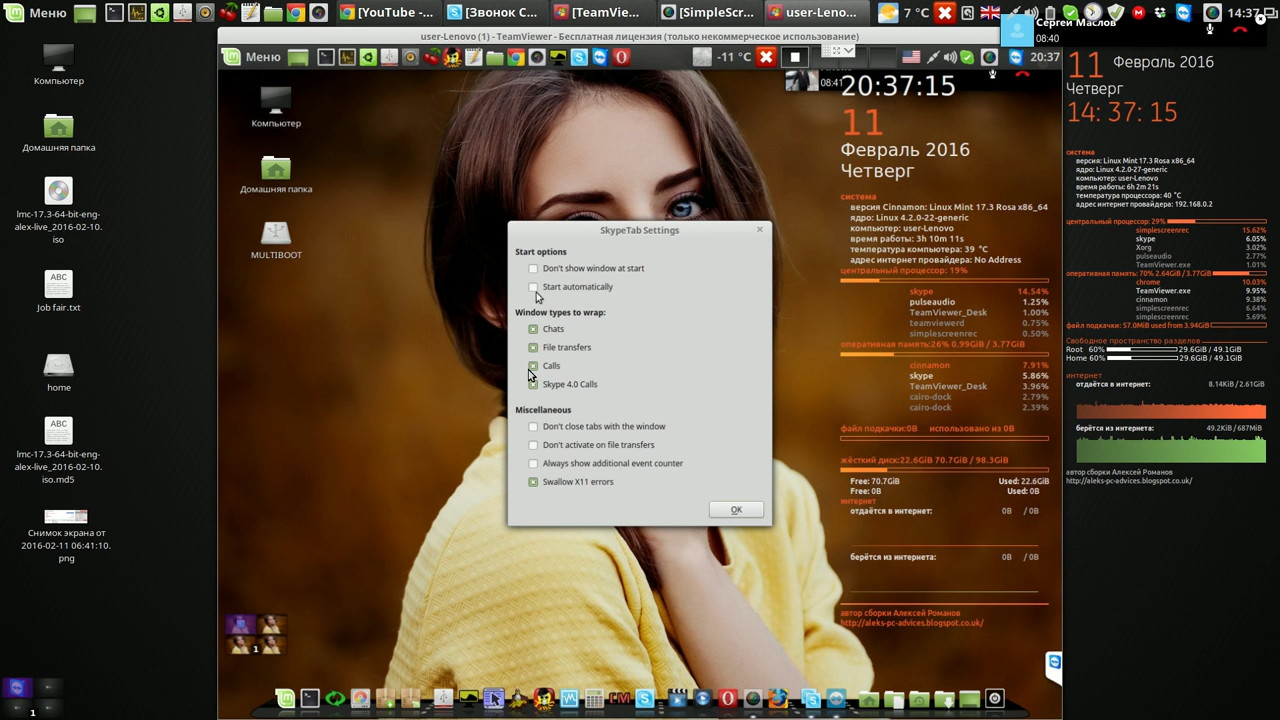 Меню
[YouTube -...
[Звонок С...
[TeamVie...
[SimpleScr...
user-Leno...
7 °C
14:37
user-Lenovo (1) - TeamViewer - Бесплатная лицензия (только некоммерческое использование)
Сергей Маслов
08:40
Меню
-11 °C
20:37
08:41
Компьютер
Домашняя папка
lmc-17.3-64-bit-eng-
alex-live_2016-02-10.
iso
ABC
Job fair.txt
home
ABC
lmc-17.3-64-bit-eng-
alex-live_2016-02-10.
iso.md5
Снимок экрана от
2016-02-11 06:41:10.
png
1
Компьютер
Домашняя папка
MULTIBOOT
1
SkypeTab Settings
Start options
Don't show window at start
Start automatically
Window types to wrap:
Chats
File transfers
Calls
Skype 4.0 Calls
Miscellaneous
Don't close tabs with the window
Don't activate on file transfers
Always show additional event counter
Swallow X11 errors
OK
20:37:15
11
Февраль 2016
Четверг
система
версия Cinnamon: Linux Mint 17.3 Rosa x86_64
ядро: Linux 4.2.0-22-generic
компьютер: user-Lenovo
время работы: 3h 10m 11s
температура компьютера: 39 °C
адрес интернет провайдера: No Address
центральный процессор: 19%
skype 14.54%
pulseaudio 1.25%
TeamViewer_Desk 1.00%
teamviewerd 0.75%
simplescreenrec 0.50%
оперативная память:26% 0.99GiB / 3.77GiB
cinnamon 7.91%
skype 5.86%
TeamViewer_Desk 3.96%
cairo-dock 2.79%
cairo-dock 2.39%
файл подкачки:0B использовано из 0B
жёсткий диск:22.6GiB 70.7GiB / 98.3GiB
Free: 70.7GiB Used: 22.6GiB
Free: 0B Used: 0B
интернет
отдаётся в интернет: 0B / 0B
берётся из интернета: 0B / 0B
автор сборки Алексей Романов
http://aleks-pc-advices.blogspot.co.uk/
11 Февраль 2016
Четверг
14: 37: 15
система
версия: Linux Mint 17.3 Rosa x86_64
ядро: Linux 4.2.0-27-generic
компьютер: user-Lenovo
время работы: 6h 2m 21s
температура процессора: 40 °C
адрес интернет провайдера: 192.168.0.2
центральный процессор: 29%
simplescreenrec 15.62%
skype 6.05%
Xorg 3.02%
pulseaudio 2.77%
TeamViewer.exe 1.01%
оперативная память: 70% 2.64GiB / 3.77GiB
chrome 10.03%
TeamViewer.exe 9.95%
cinnamon 9.38%
simplescreenrec 6.64%
simplescreenrec 5.69%
файл подкачки: 57.0MiB used from 3.94GiB
Свободное пространство разделов
Root 60% 29.6GiB / 49.1GiB
Home 60% 29.6GiB / 49.1GiB
интернет
отдаётся в интернет: 8.14KiB / 2.61GiB
берётся из интернета: 49.2KiB / 687MiB
автор сборки Алексей Романов
http://aleks-pc-advices.blogspot.co.uk/